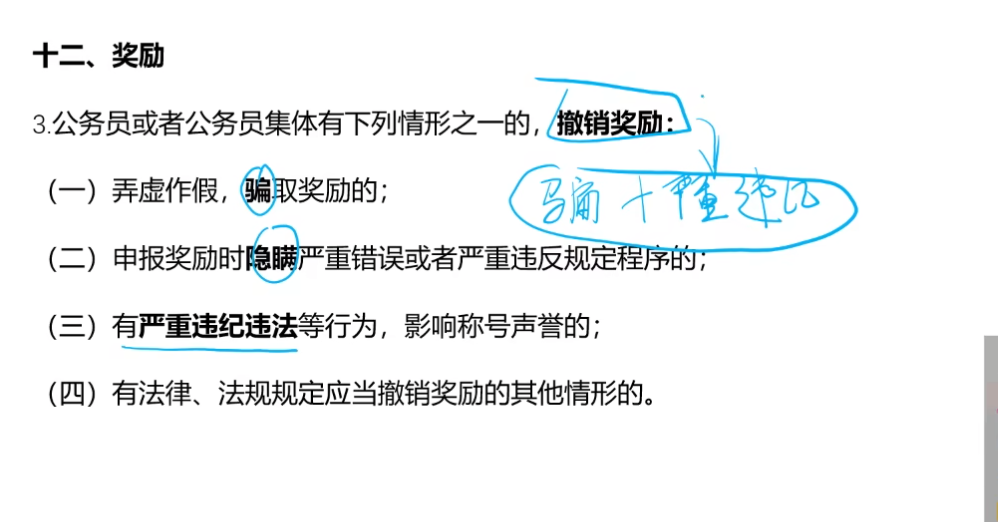 十二、奖励
3.公务员或者公务员集体有下列情形之一的，撤销奖励：
（一）弄虚作假，骗取奖励的；
骗 + 严重违纪
（二）申报奖励时隐瞒严重错误或者严重违反规定程序的；
（三）有严重违纪违法等行为，影响称号声誉的；
（四）有法律、法规规定应当撤销奖励的其他情形的。